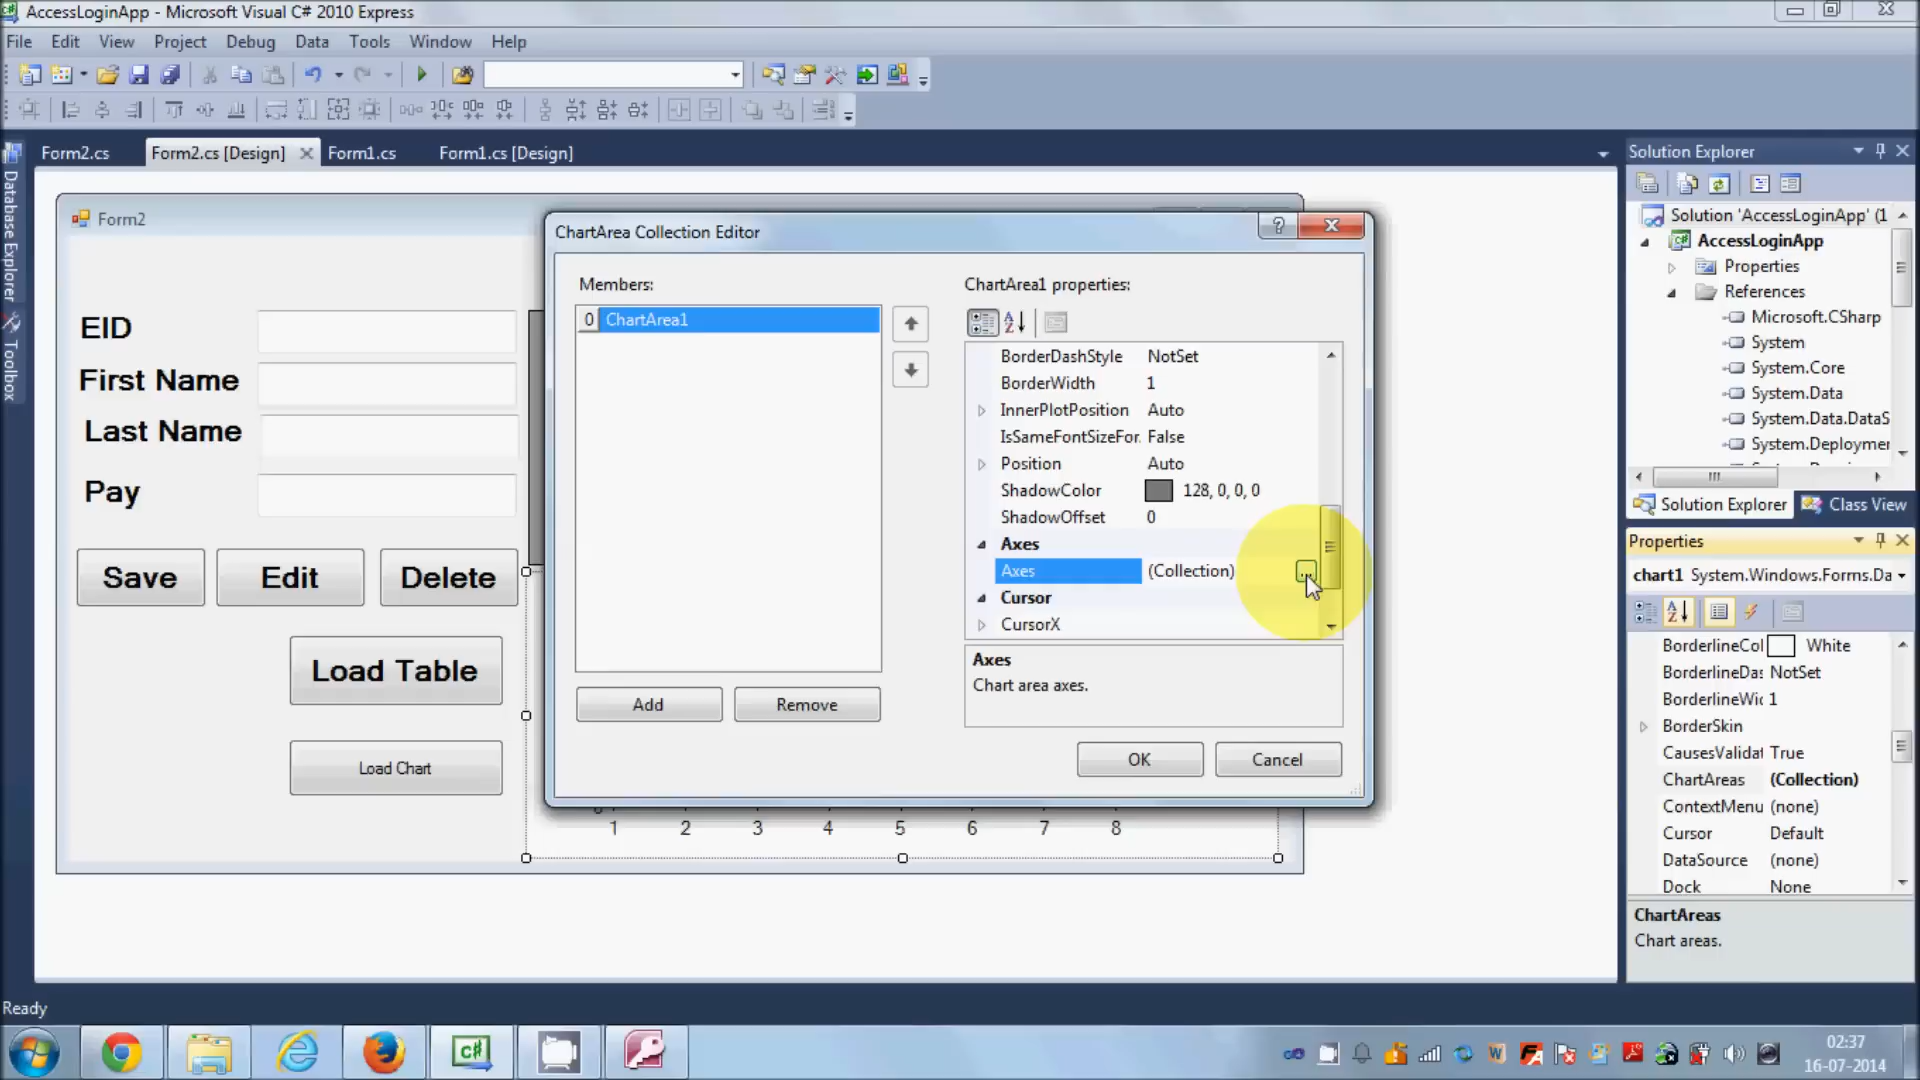 AccessLoginApp - Microsoft Visual C# 2010 Express
File Edit View Project Debug Data Tools Window Help
Form2.cs Form2.cs [Design] Form1.cs Form1.cs [Design]
Database Explorer
Toolbox
Form2
EID
First Name
Last Name
Pay
Save Edit Delete
Load Table
Load Chart
1 2 3 4 5 6 7 8
ChartArea Collection Editor
Members:
0 ChartArea1
Add Remove
ChartArea1 properties:
BorderDashStyle NotSet
BorderWidth 1
InnerPlotPosition Auto
IsSameFontSizeFor. False
Position Auto
ShadowColor 128, 0, 0, 0
ShadowOffset 0
Axes
Axes (Collection) ...
Cursor
CursorX
Axes
Chart area axes.
OK Cancel
Solution Explorer
Solution 'AccessLoginApp' (1
AccessLoginApp
Properties
References
Microsoft.CSharp
System
System.Core
System.Data
System.Data.DataS
System.Deploymer
Solution Explorer Class View
Properties
chart1 System.Windows.Forms.Da
BorderlineCol White
BorderlineDas NotSet
BorderlineWic 1
BorderSkin
CausesValidat True
ChartAreas (Collection)
ContextMenu (none)
Cursor Default
DataSource (none)
Dock None
ChartAreas
Chart areas.
Ready
02:37
16-07-2014